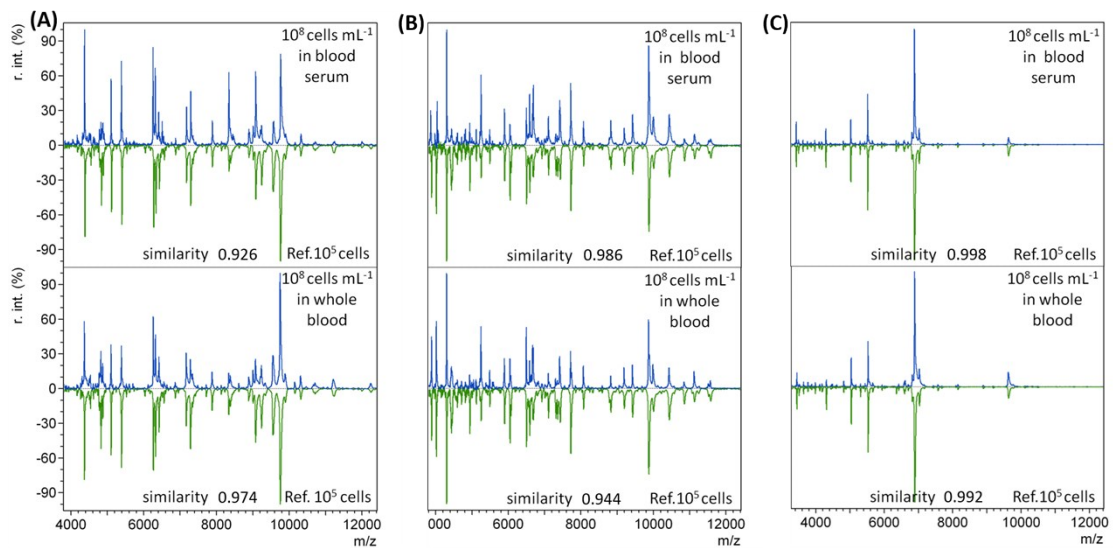 (A)
r. int. (%)
90
60
30
0
-30
-60
-90
10⁸ cells mL⁻¹
in blood
serum
similarity 0.926 Ref.10⁵ cells
r. int. (%)
90
60
30
0
-30
-60
-90
10⁸ cells mL⁻¹
in whole
blood
similarity 0.974 Ref. 10⁵ cells
4000 6000 8000 10000 12000
m/z
(B)
10⁸ cells mL⁻¹
in blood
serum
similarity 0.986 Ref.10⁵ cells
10⁸ cells mL⁻¹
in whole
blood
similarity 0.944 Ref.10⁵ cells
000 6000 8000 10000 12000
m/z
(C)
10⁸ cells mL⁻¹
in blood
serum
similarity 0.998 Ref.10⁵ cells
10⁸ cells mL⁻¹
in whole
blood
similarity 0.992 Ref.10⁵ cells
4000 6000 8000 10000 12000
m/z